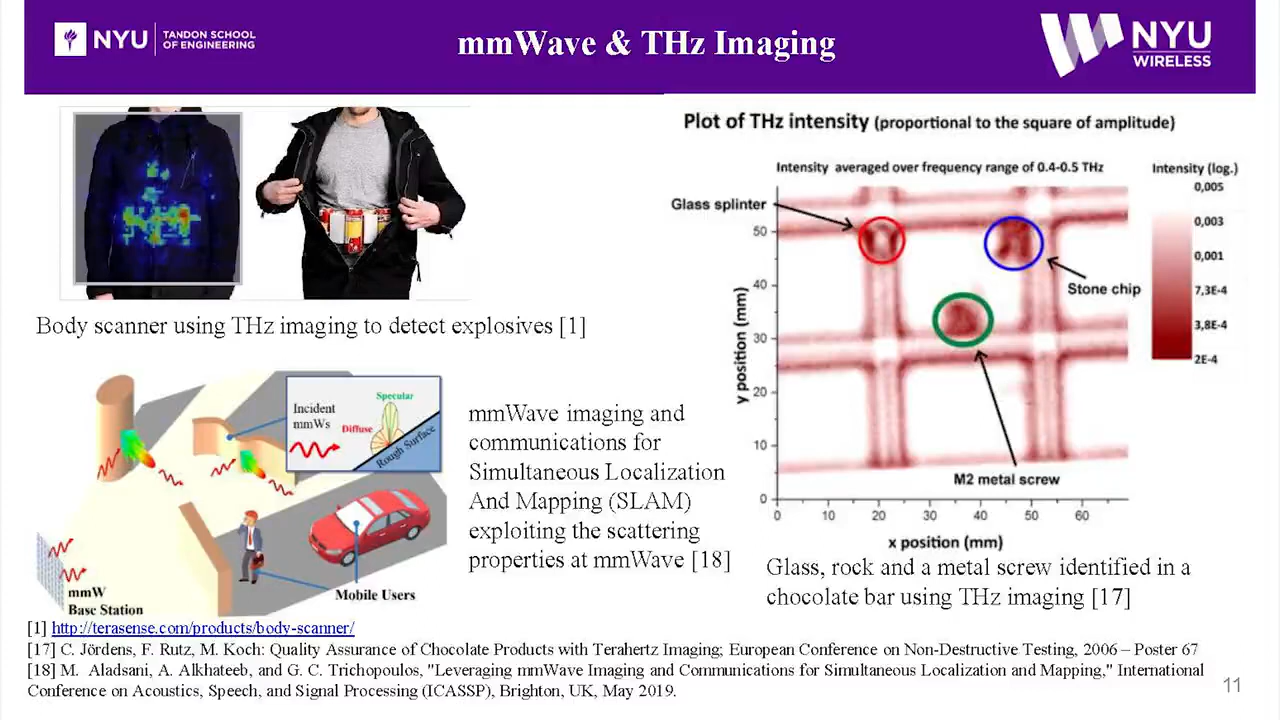 NYU
TANDON SCHOOL
OF ENGINEERING
mmWave & THz Imaging
NYU
WIRELESS
Body scanner using THz imaging to detect explosives [1]
Incident
mmWs
Specular
Diffuse
Rough Surface
mmW
Base Station
Mobile Users
mmWave imaging and
communications for
Simultaneous Localization
And Mapping (SLAM)
exploiting the scattering
properties at mmWave [18]
Plot of THz intensity (proportional to the square of amplitude)
Intensity averaged over frequency range of 0.4-0.5 THz
Intensity (log.)
0,005
0,003
0,001
7,3E-4
3,8E-4
2E-4
Glass splinter
Stone chip
M2 metal screw
y position (mm)
50
40
30
20
10
0
0 10 20 30 40 50 60
x position (mm)
Glass, rock and a metal screw identified in a
chocolate bar using THz imaging [17]
[1] http://terasense.com/products/body-scanner/
[17] C. Jördens, F. Rutz, M. Koch: Quality Assurance of Chocolate Products with Terahertz Imaging; European Conference on Non-Destructive Testing, 2006 – Poster 67
[18] M. Aladsani, A. Alkhateeb, and G. C. Trichopoulos, "Leveraging mmWave Imaging and Communications for Simultaneous Localization and Mapping," International
Conference on Acoustics, Speech, and Signal Processing (ICASSP), Brighton, UK, May 2019.
11